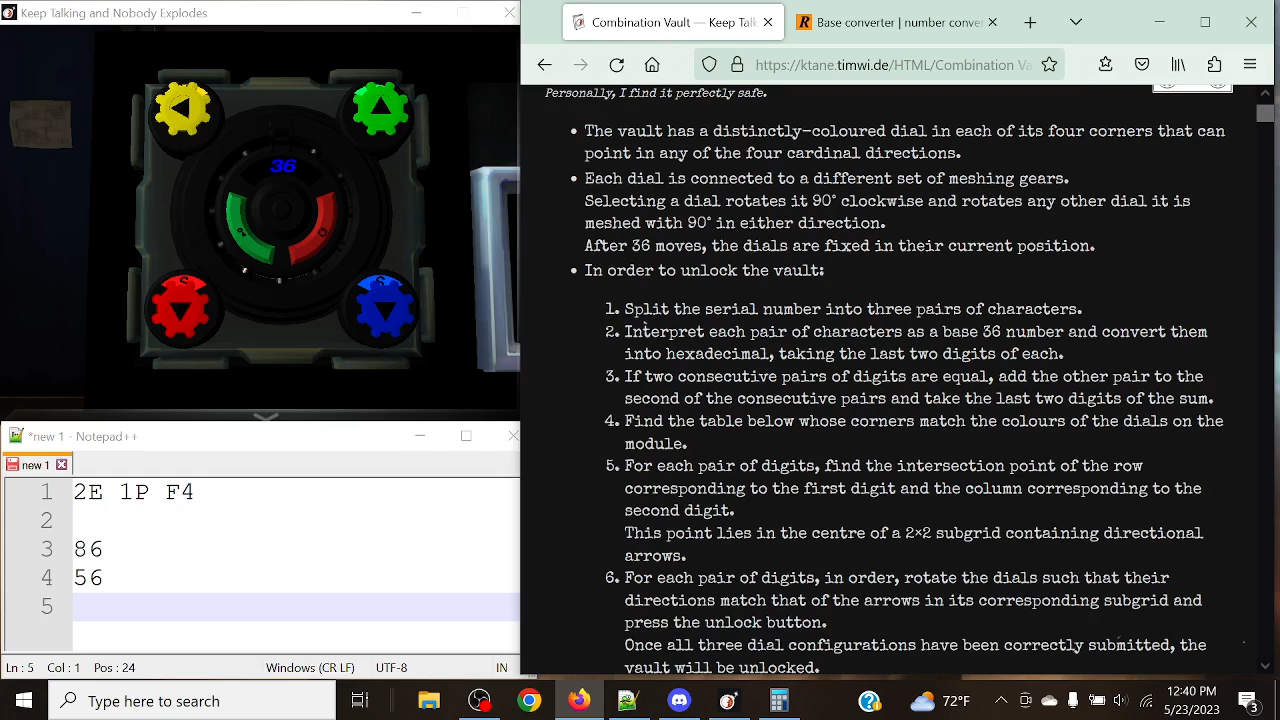 Keep Talking and Nobody Explodes
36
S
S
*new 1 - Notepad++
new 1
1 2E 1P F4
2
3 86
4 56
5
Ln: 5 Col: 1 Pos: 24 Windows (CR LF) UTF-8 IN
Combination Vault — Keep Talk
Base converter | number conver
https://ktane.timwi.de/HTML/Combination Va
Personally, I find it perfectly safe.
• The vault has a distinctly-coloured dial in each of its four corners that can
point in any of the four cardinal directions.
• Each dial is connected to a different set of meshing gears.
Selecting a dial rotates it 90° clockwise and rotates any other dial it is
meshed with 90° in either direction.
After 36 moves, the dials are fixed in their current position.
• In order to unlock the vault:
1. Split the serial number into three pairs of characters.
2. Interpret each pair of characters as a base 36 number and convert them
into hexadecimal, taking the last two digits of each.
3. If two consecutive pairs of digits are equal, add the other pair to the
second of the consecutive pairs and take the last two digits of the sum.
4. Find the table below whose corners match the colours of the dials on the
module.
5. For each pair of digits, find the intersection point of the row
corresponding to the first digit and the column corresponding to the
second digit.
This point lies in the centre of a 2×2 subgrid containing directional
arrows.
6. For each pair of digits, in order, rotate the dials such that their
directions match that of the arrows in its corresponding subgrid and
press the unlock button.
Once all three dial configurations have been correctly submitted, the
vault will be unlocked.
Type here to search
72°F
12:40 PM
5/23/2023
3